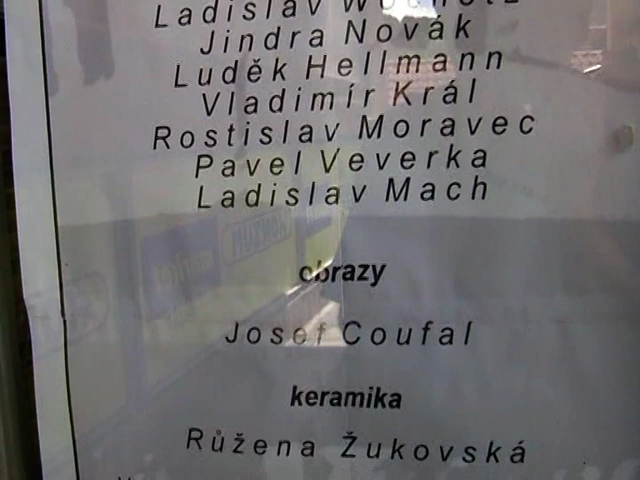 Ladislav
Jindra Novák
Luděk Hellmann
Vladimír Král
Rostislav Moravec
Pavel Veverka
Ladislav Mach
obrazy
Josef Coufal
keramika
Růžena Žukovská